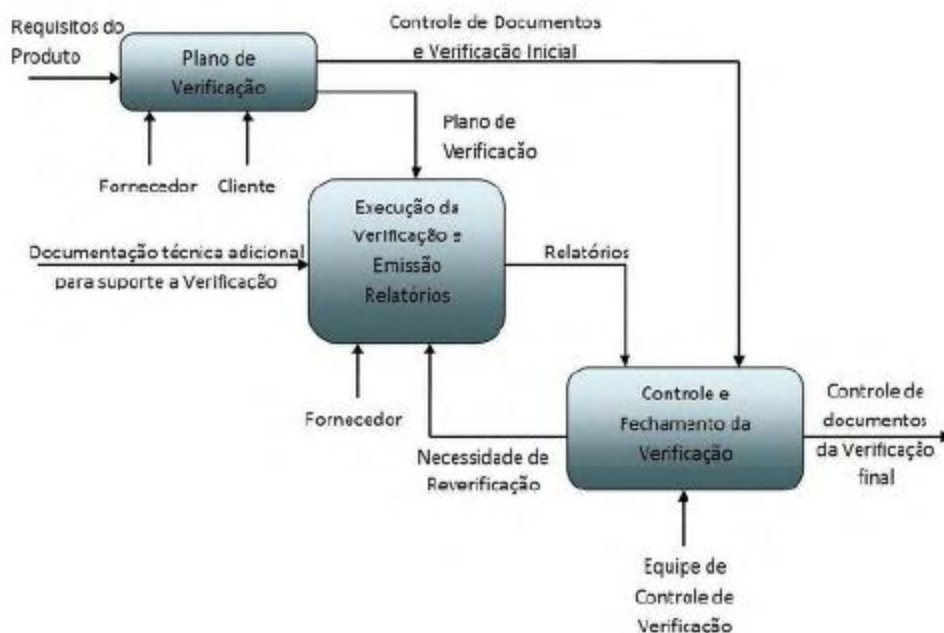 Requisitos do
Produto
Plano de
Verificação
Controle de Documentos
e Verificação Inicial
Plano de
Verificação
Fornecedor
Cliente
Execução da
Verificação e
Emissão
Relatórios
Documentação técnica adicional
para suporte a Verificação
Relatórios
Fornecedor
Necessidade de
Reverificação
Controle e
Fechamento da
Verificação
Controle de
documentos
da Verificação
final
Equipe de
Controle de
Verificação